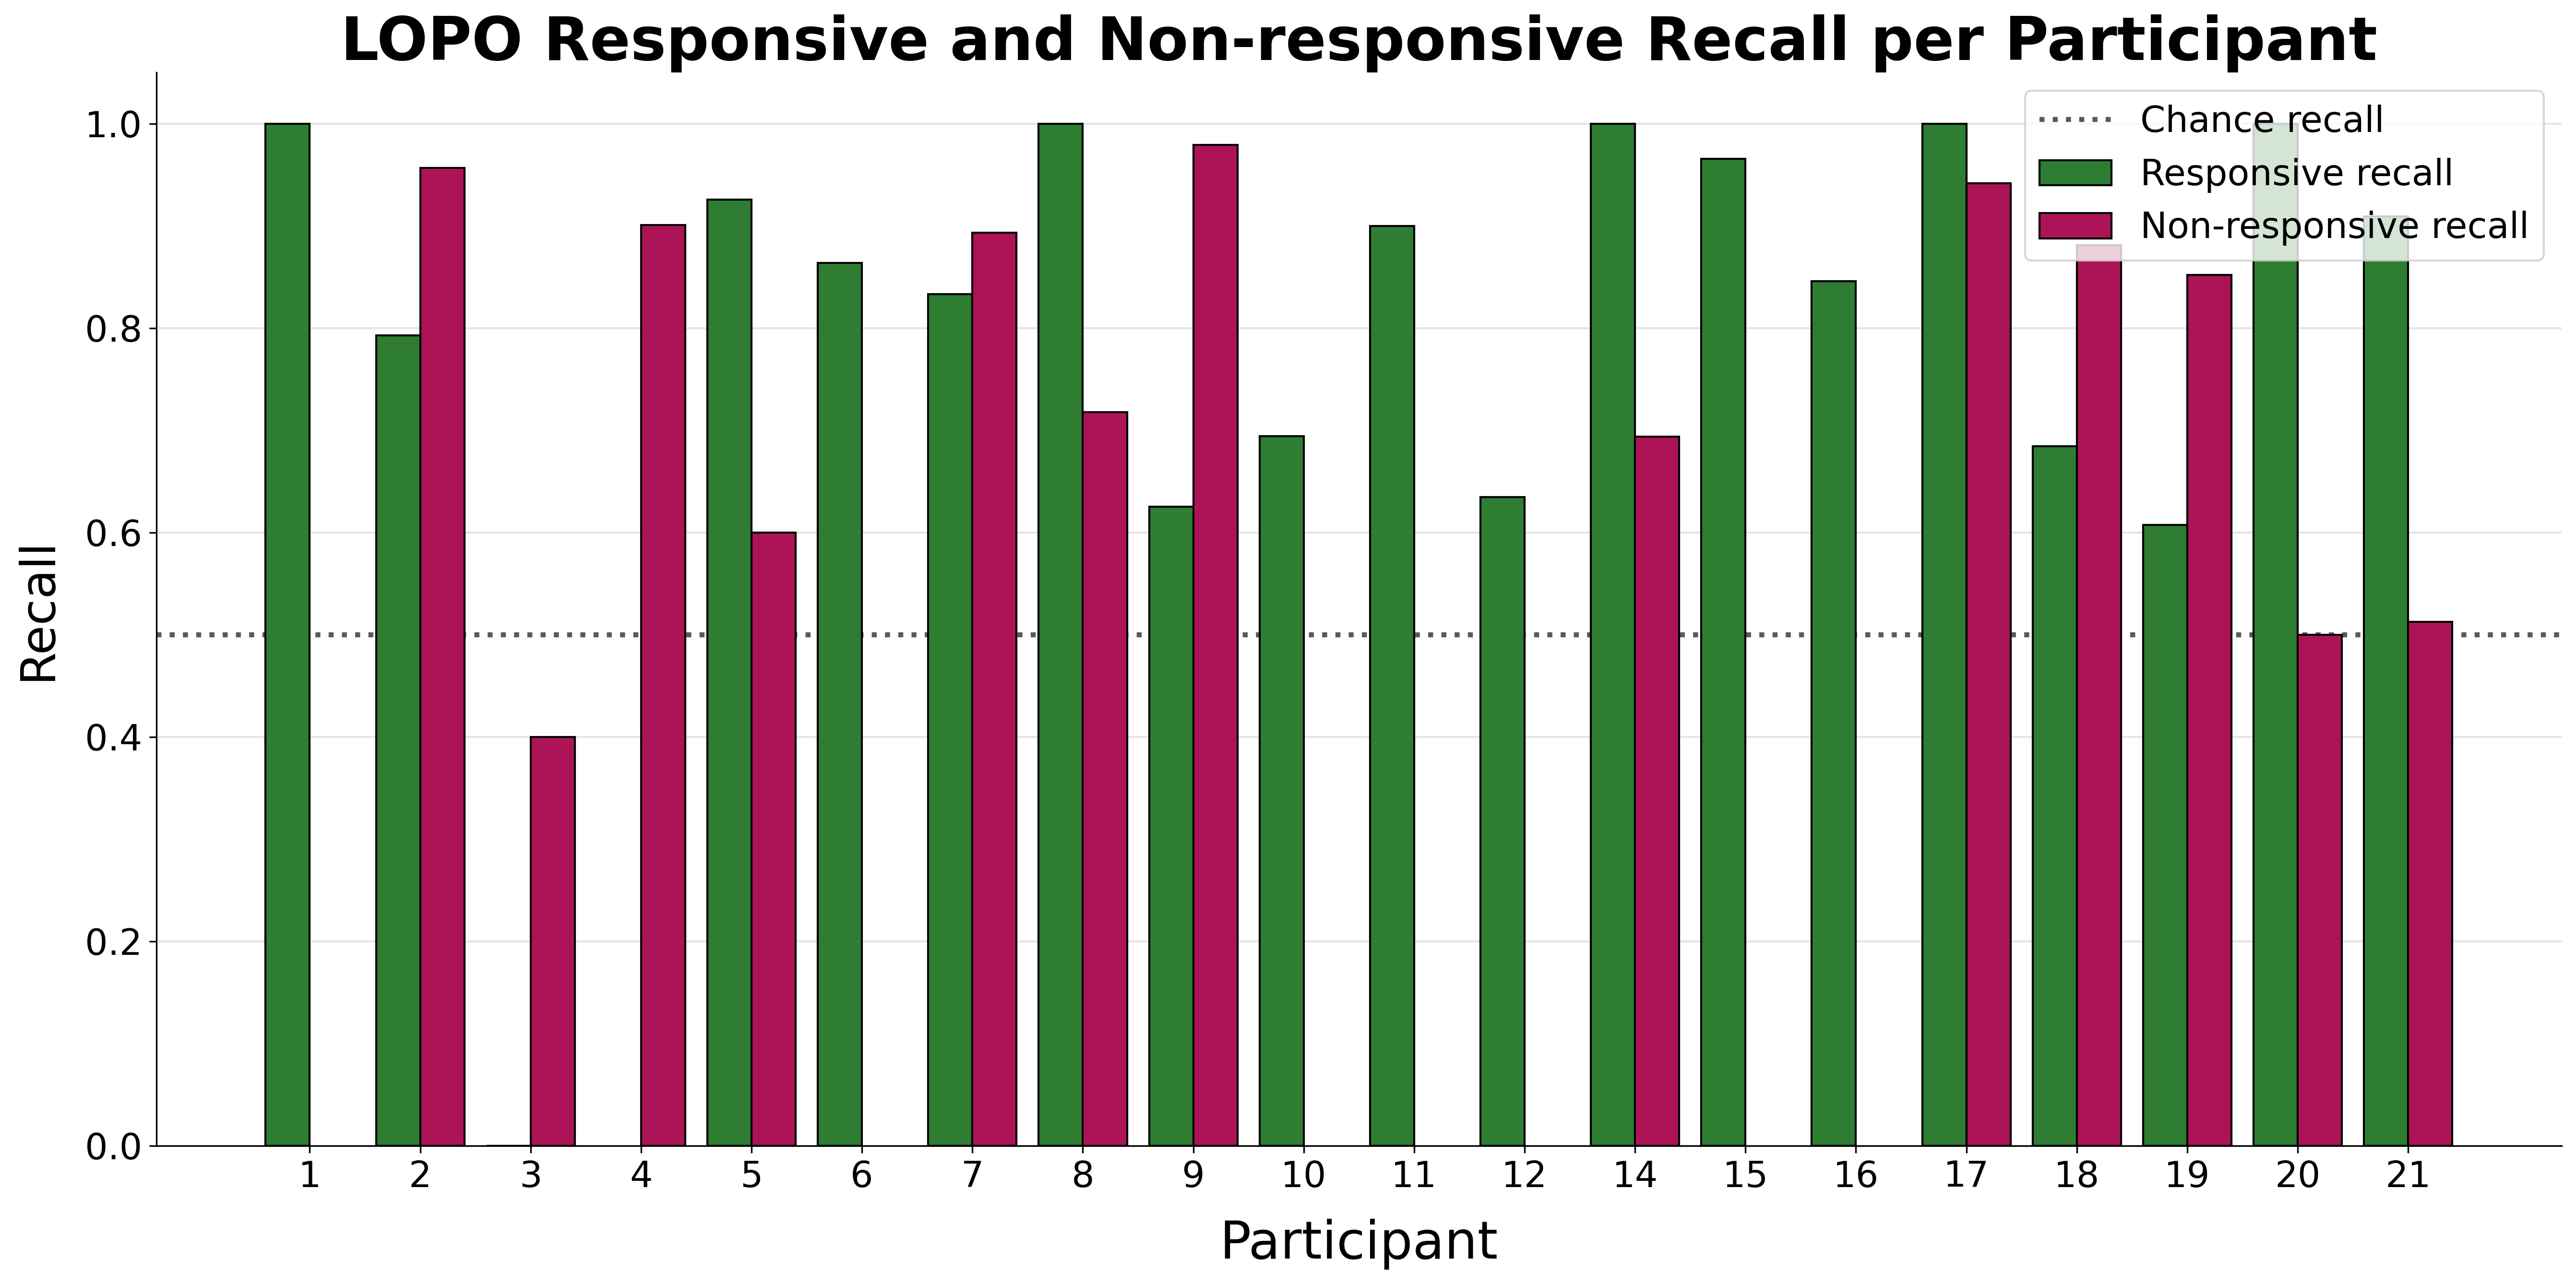 LOPO Responsive and Non-responsive Recall per Participant
Chance recall
Responsive recall
Non-responsive recall
1.0
0.8
0.6
0.4
0.2
0.0
Recall
1 2 3 4 5 6 7 8 9 10 11 12 14 15 16 17 18 19 20 21
Participant